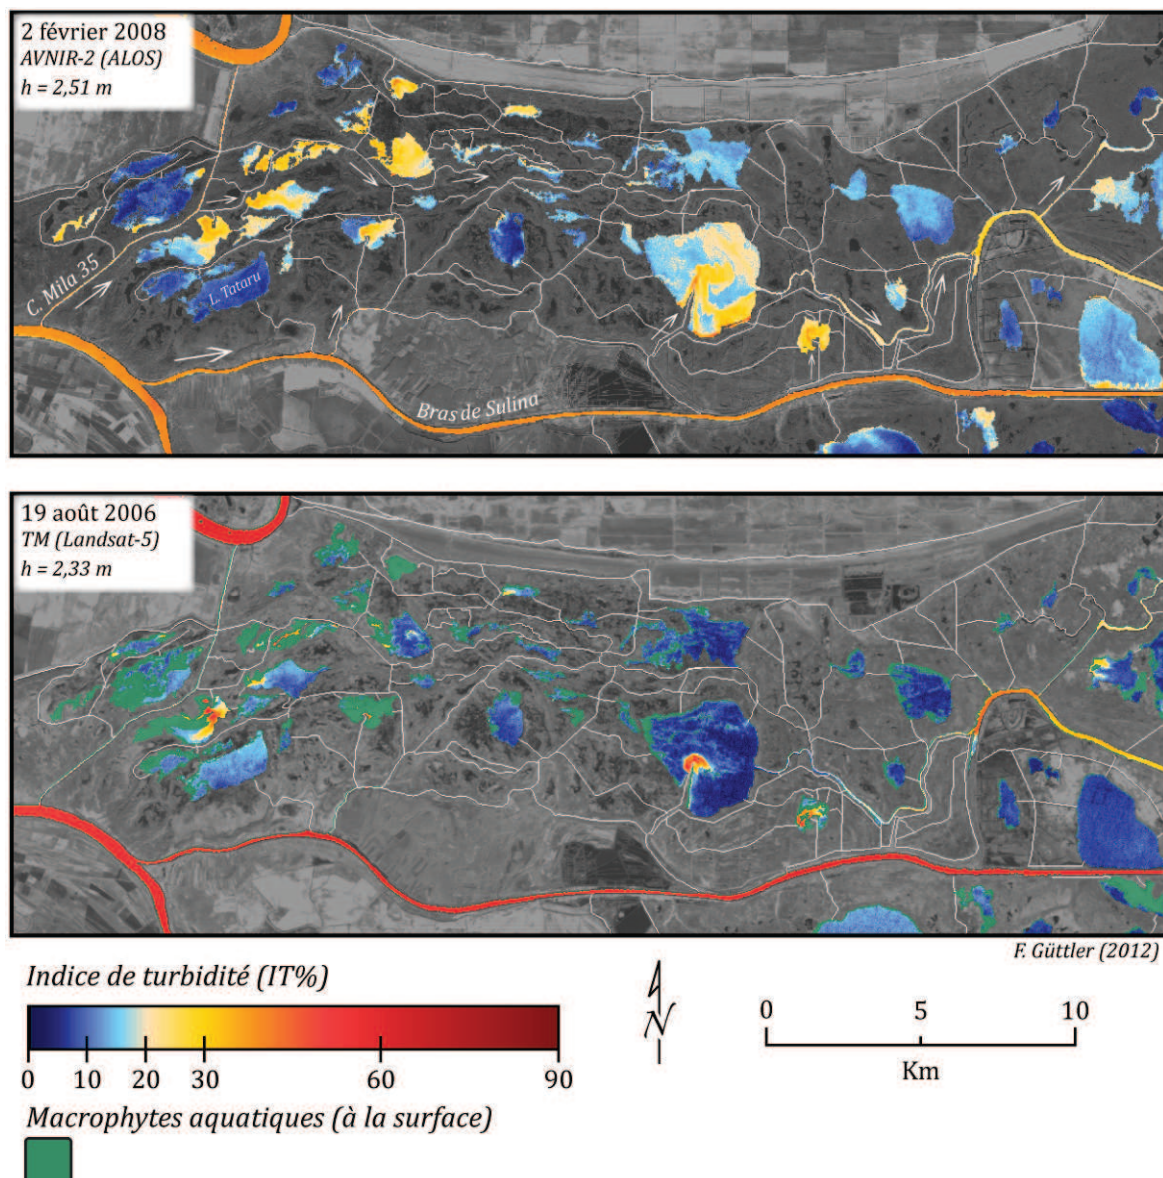 2 février 2008
AVNIR-2 (ALOS)
h = 2,51 m
C. Mila 35
L. Tataru
Bras de Sulina
19 août 2006
TM (Landsat-5)
h = 2,33 m
F. Güttler (2012)
Indice de turbidité (IT%)
0 10 20 30 60 90
N
0 5 10
Km
Macrophytes aquatiques (à la surface)